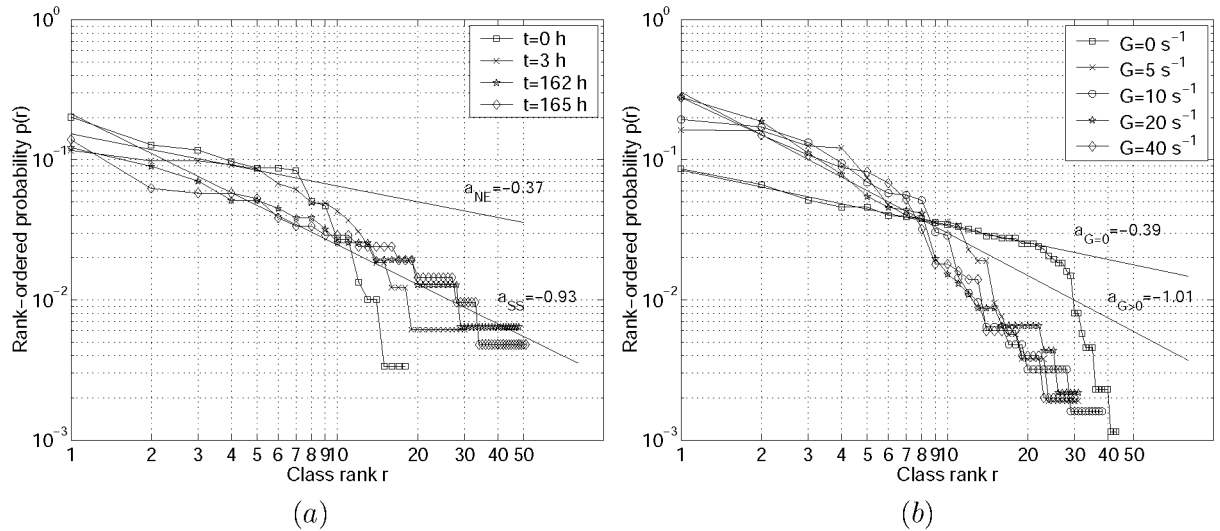 10^0
10^-1
10^-2
10^-3
Rank-ordered probability p(r)
t=0 h
t=3 h
t=162 h
t=165 h
a_NE=-0.37
a_SS=-0.93
1 2 3 4 5 6 7 8 910 20 30 40 50
Class rank r
(a)
10^0
10^-1
10^-2
10^-3
Rank-ordered probability p(r)
G=0 s^-1
G=5 s^-1
G=10 s^-1
G=20 s^-1
G=40 s^-1
a_G=0=-0.39
a_G>0=-1.01
1 2 3 4 5 6 7 8 910 20 30 40 50
Class rank r
(b)